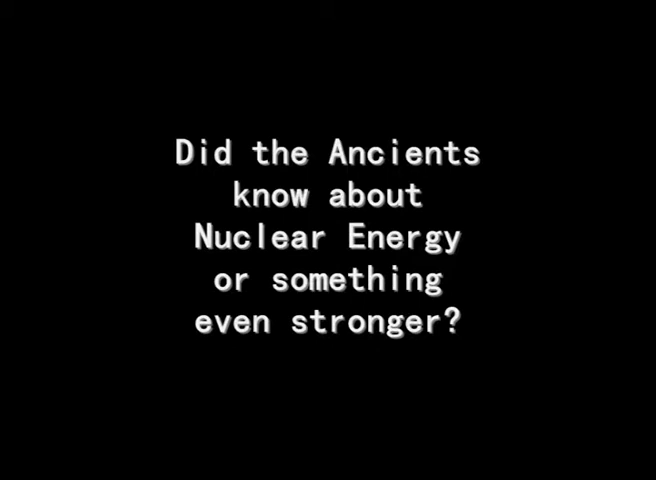 Did the Ancients
know about
Nuclear Energy
or something
even stronger?